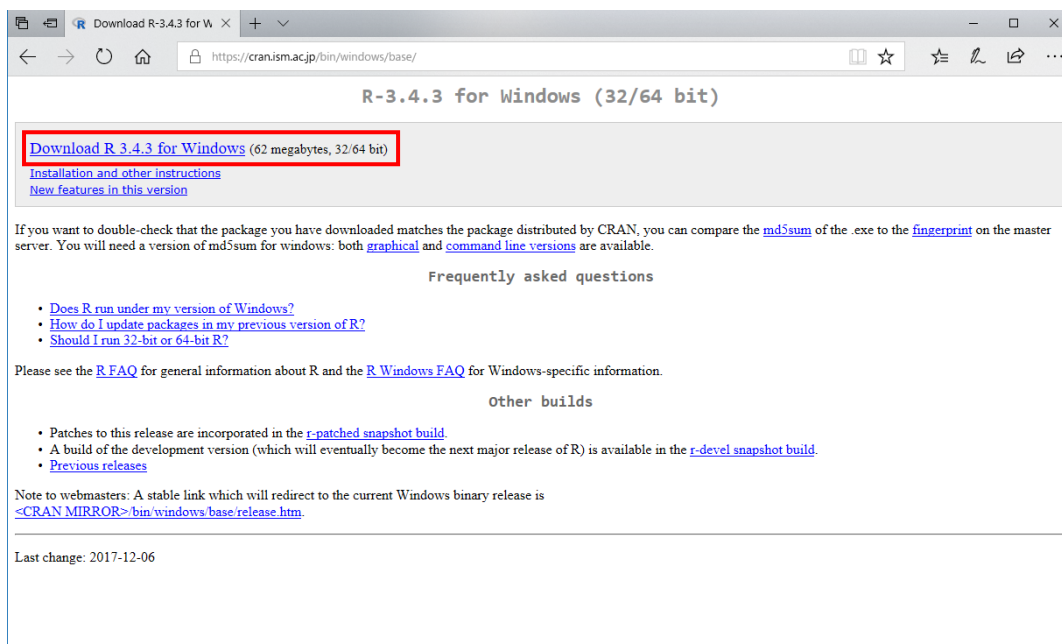 Download R-3.4.3 for W
https://cran.ism.ac.jp/bin/windows/base/
R-3.4.3 for Windows (32/64 bit)
Download R 3.4.3 for Windows (62 megabytes, 32/64 bit)
Installation and other instructions
New features in this version
If you want to double-check that the package you have downloaded matches the package distributed by CRAN, you can compare the md5sum of the .exe to the fingerprint on the master
server. You will need a version of md5sum for windows: both graphical and command line versions are available.
Frequently asked questions
• Does R run under my version of Windows?
• How do I update packages in my previous version of R?
• Should I run 32-bit or 64-bit R?
Please see the R FAQ for general information about R and the R Windows FAQ for Windows-specific information.
Other builds
• Patches to this release are incorporated in the r-patched snapshot build.
• A build of the development version (which will eventually become the next major release of R) is available in the r-devel snapshot build.
• Previous releases
Note to webmasters: A stable link which will redirect to the current Windows binary release is
<CRAN MIRROR>/bin/windows/base/release.htm.
Last change: 2017-12-06